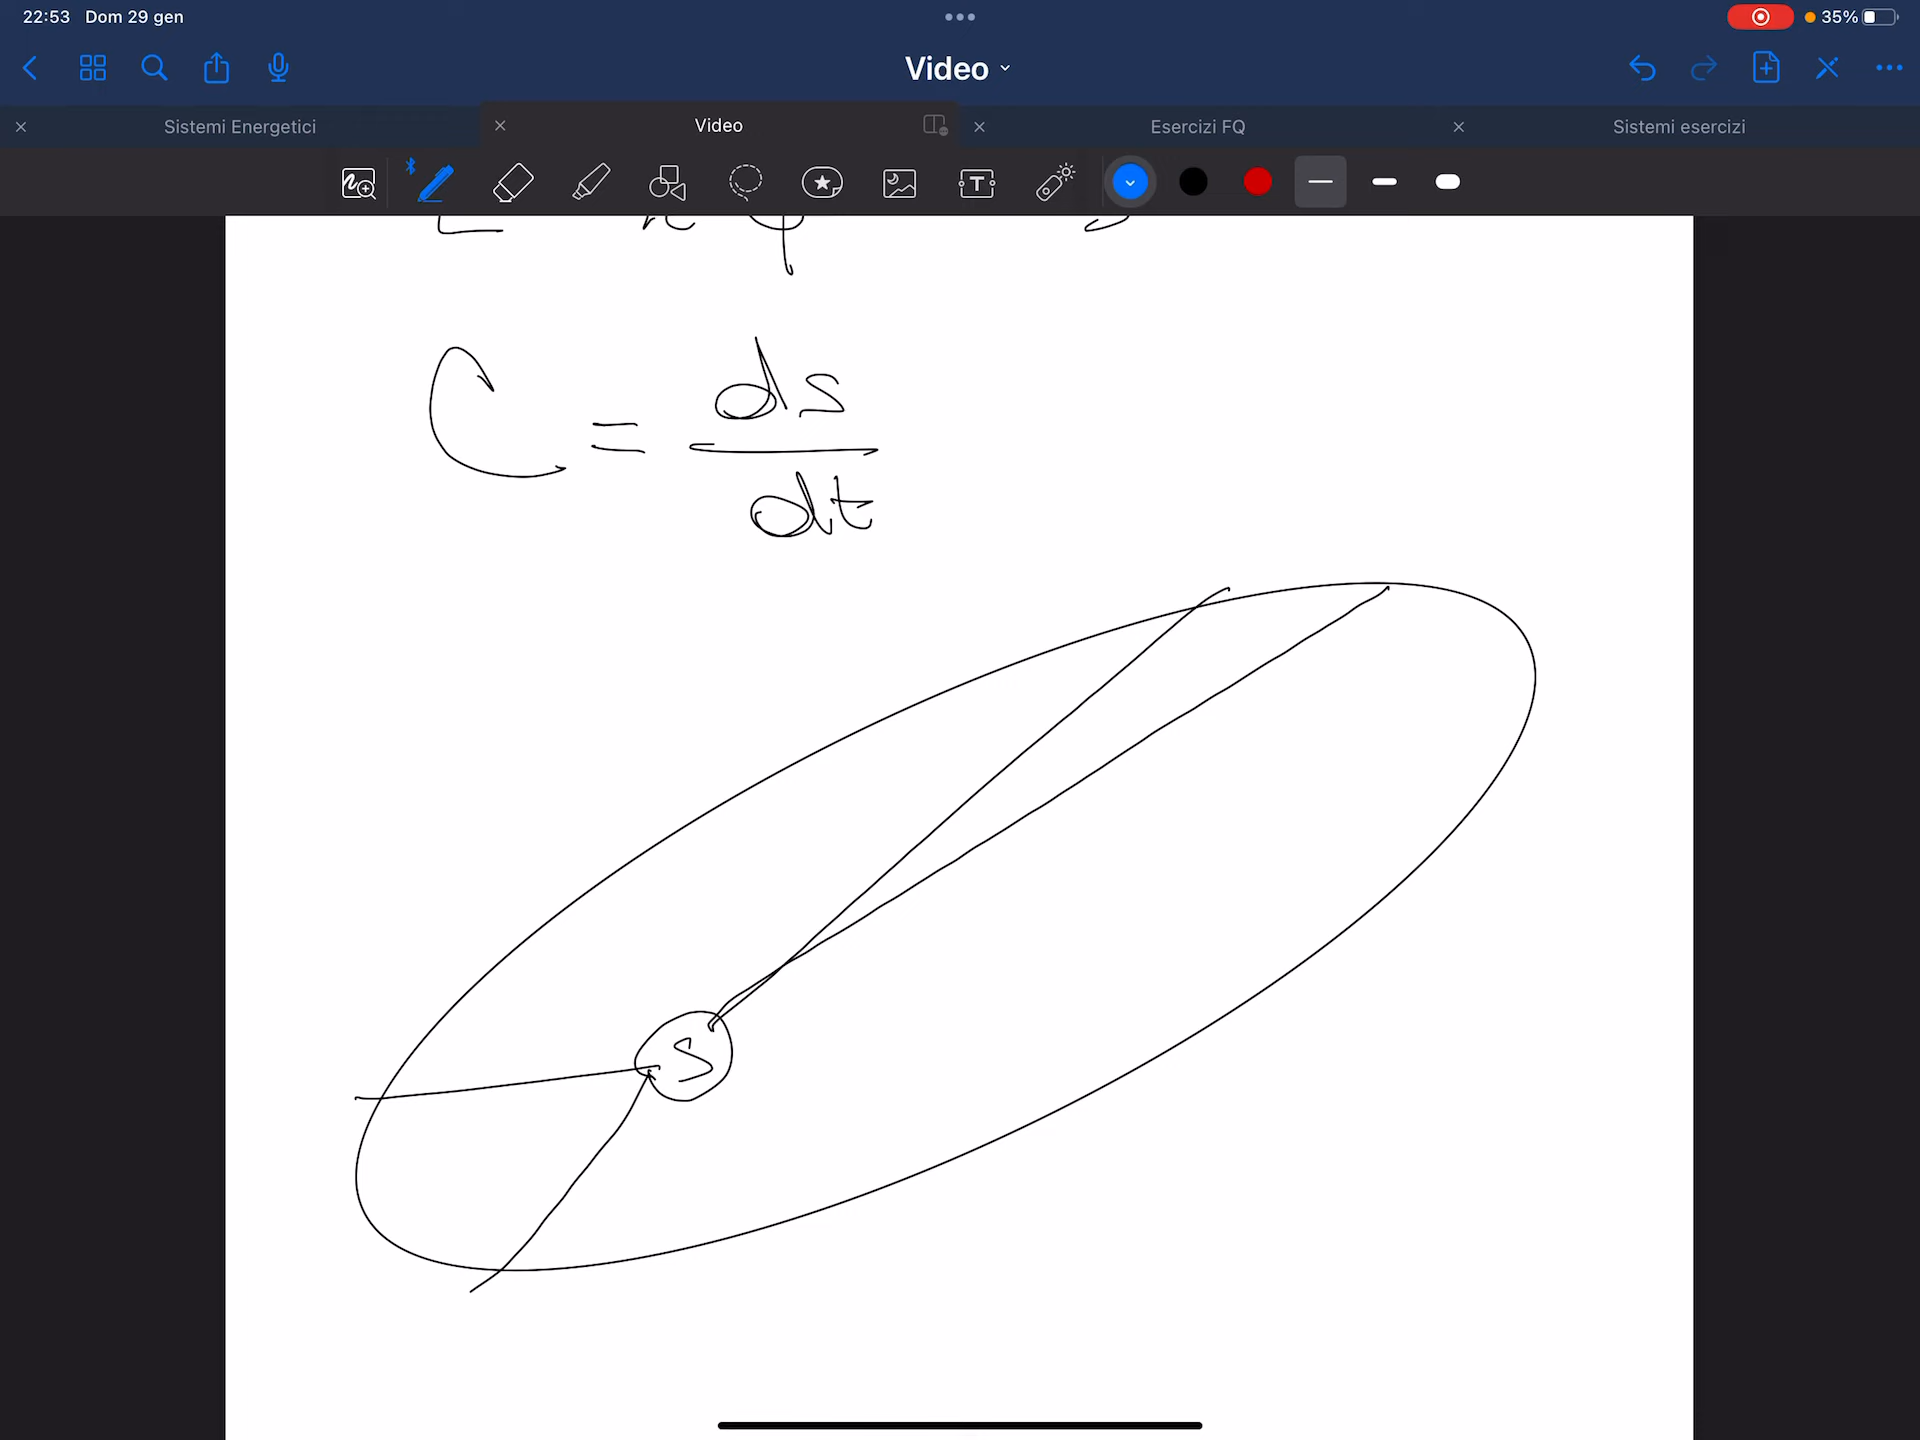 22:53 Dom 29 gen 35%
Video
Sistemi Energetici Video Esercizi FQ Sistemi esercizi
T
C = ds
dt
S